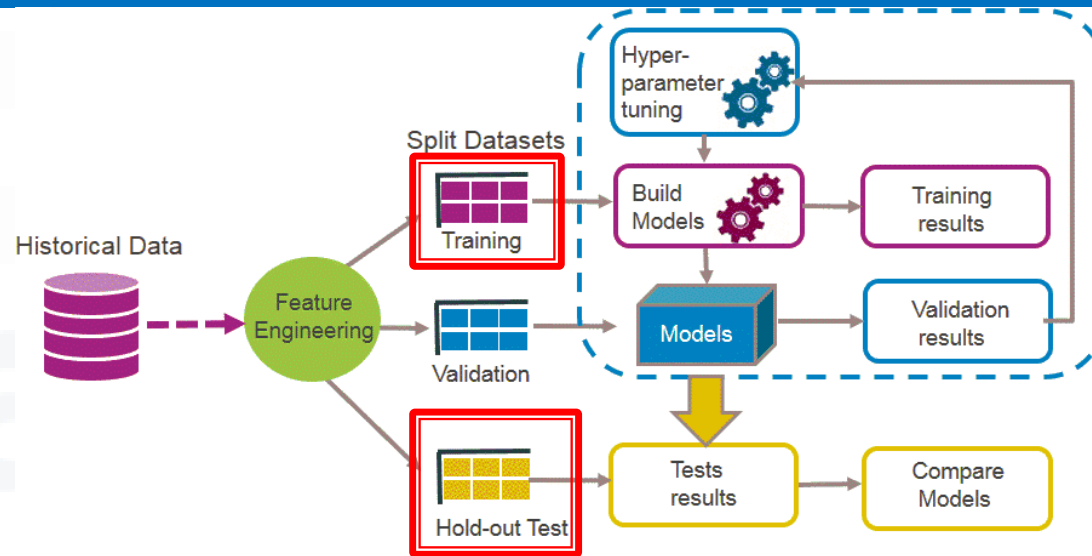 Hyper-
parameter
tuning
Split Datasets
Build
Models
Training
results
Training
Historical Data
Feature
Engineering
Models
Validation
results
Validation
Tests
results
Compare
Models
Hold-out Test